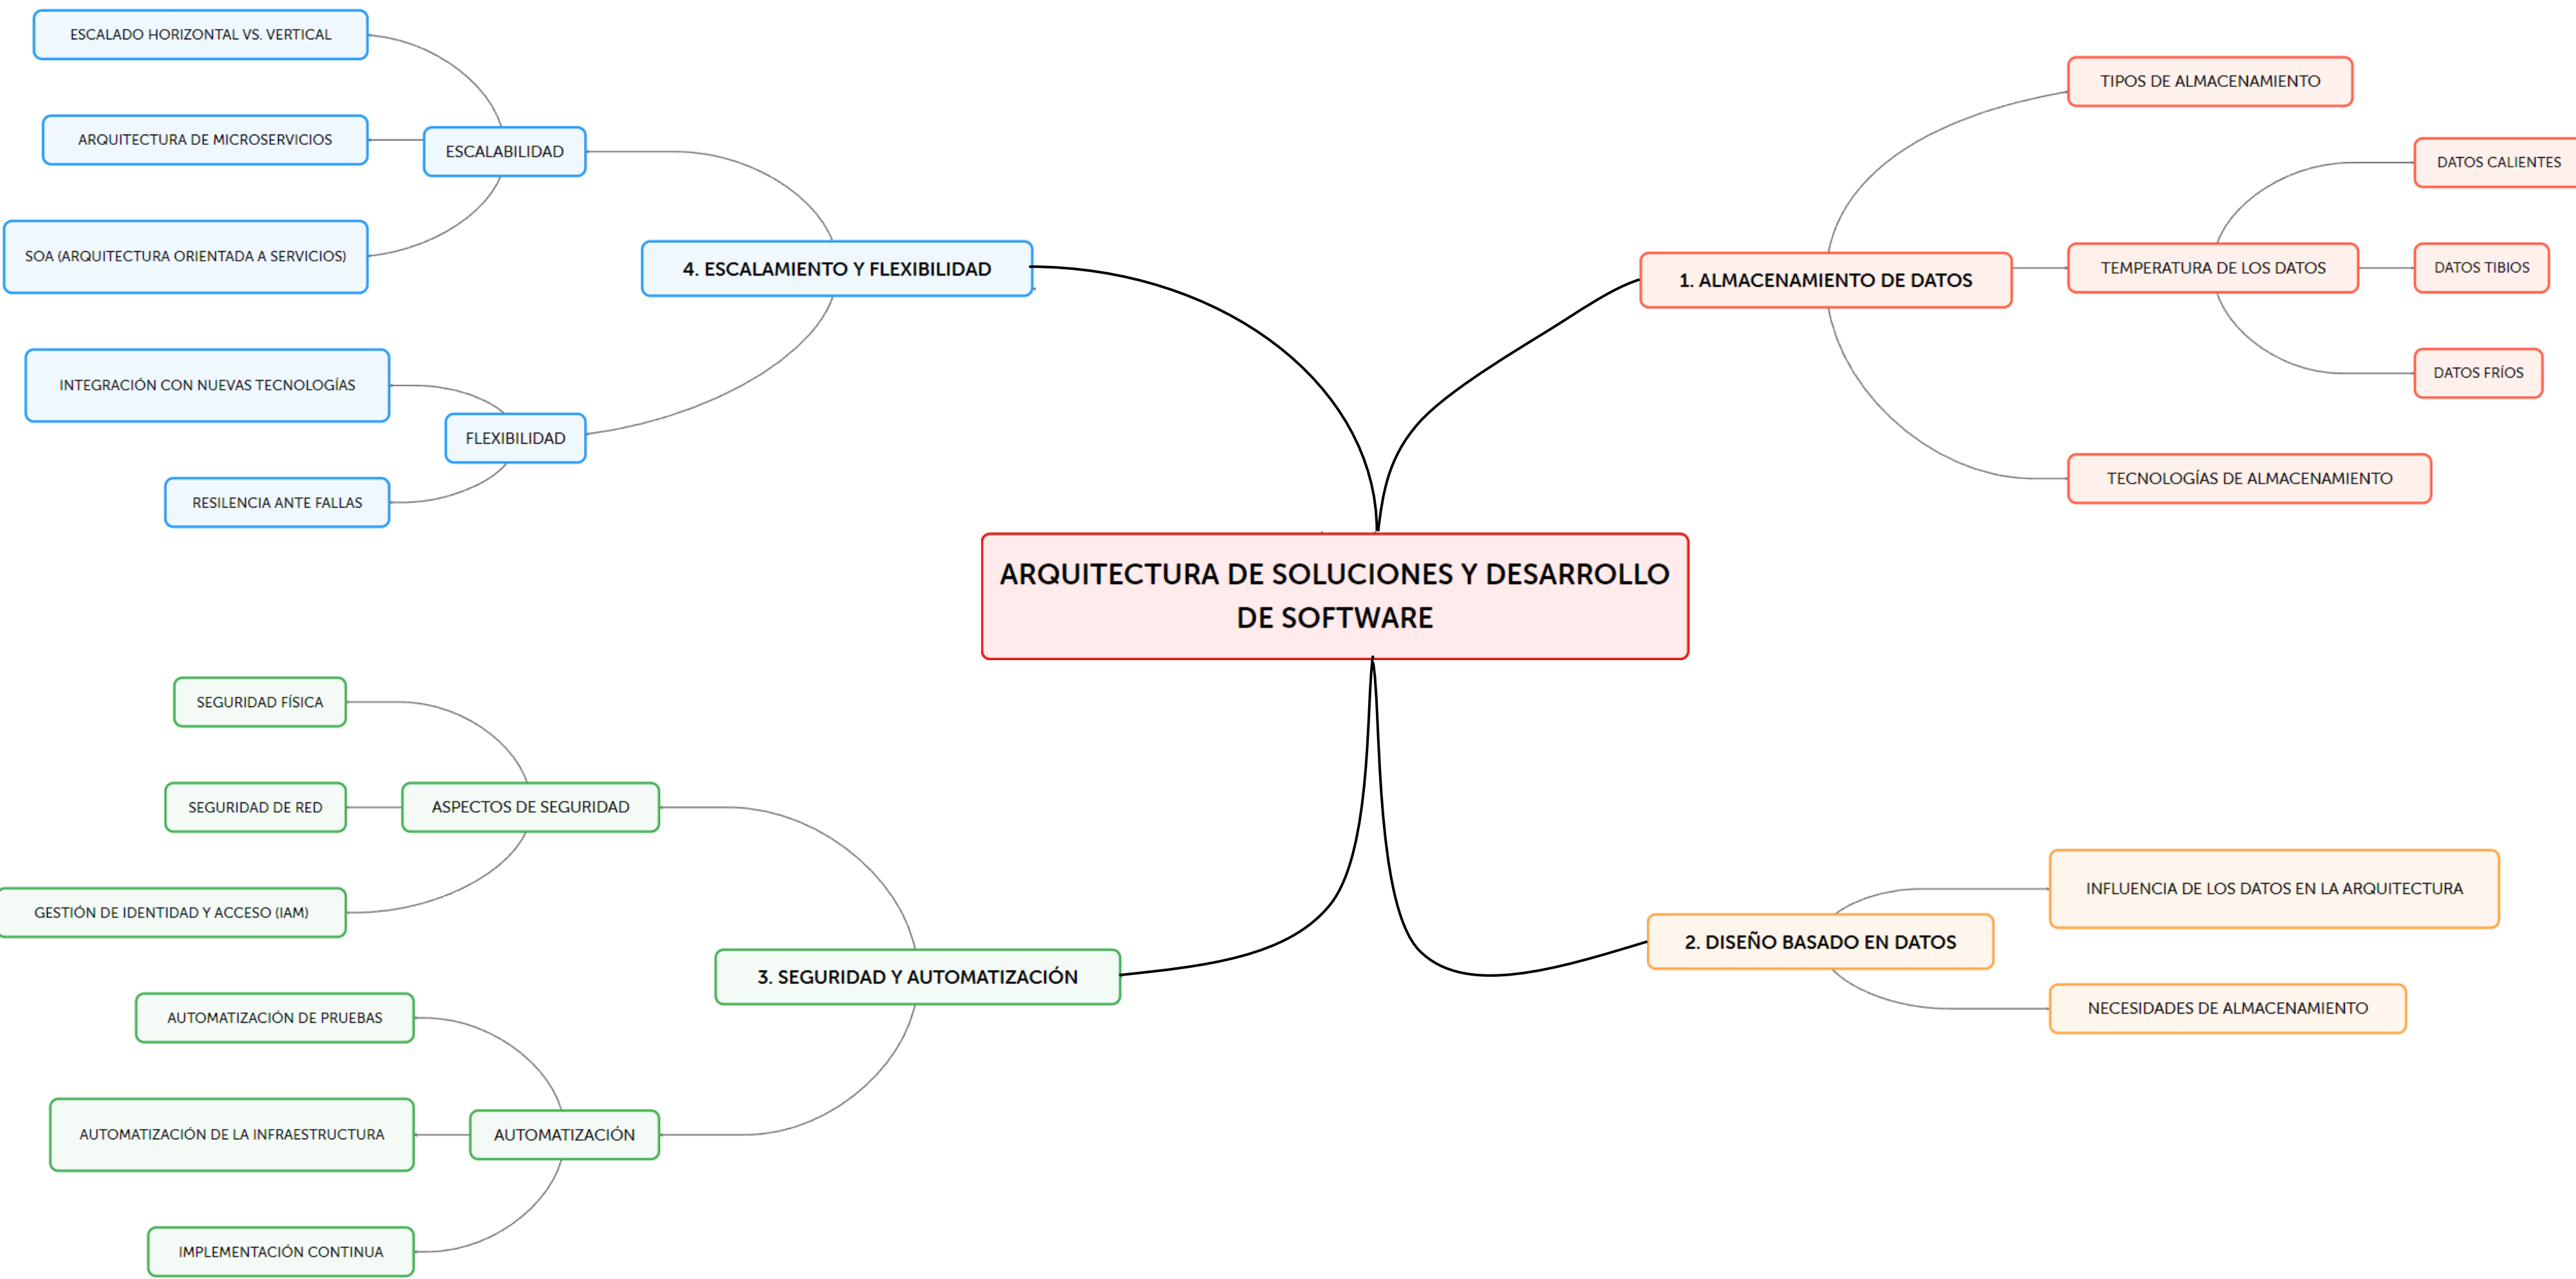 ARQUITECTURA DE SOLUCIONES Y DESARROLLO
DE SOFTWARE
1. ALMACENAMIENTO DE DATOS
TIPOS DE ALMACENAMIENTO
TEMPERATURA DE LOS DATOS
DATOS CALIENTES
DATOS TIBIOS
DATOS FRÍOS
TECNOLOGÍAS DE ALMACENAMIENTO
2. DISEÑO BASADO EN DATOS
INFLUENCIA DE LOS DATOS EN LA ARQUITECTURA
NECESIDADES DE ALMACENAMIENTO
3. SEGURIDAD Y AUTOMATIZACIÓN
ASPECTOS DE SEGURIDAD
SEGURIDAD FÍSICA
SEGURIDAD DE RED
GESTIÓN DE IDENTIDAD Y ACCESO (IAM)
AUTOMATIZACIÓN
AUTOMATIZACIÓN DE PRUEBAS
AUTOMATIZACIÓN DE LA INFRAESTRUCTURA
IMPLEMENTACIÓN CONTINUA
4. ESCALAMIENTO Y FLEXIBILIDAD
ESCALABILIDAD
ESCALADO HORIZONTAL VS. VERTICAL
ARQUITECTURA DE MICROSERVICIOS
SOA (ARQUITECTURA ORIENTADA A SERVICIOS)
FLEXIBILIDAD
INTEGRACIÓN CON NUEVAS TECNOLOGÍAS
RESILENCIA ANTE FALLAS